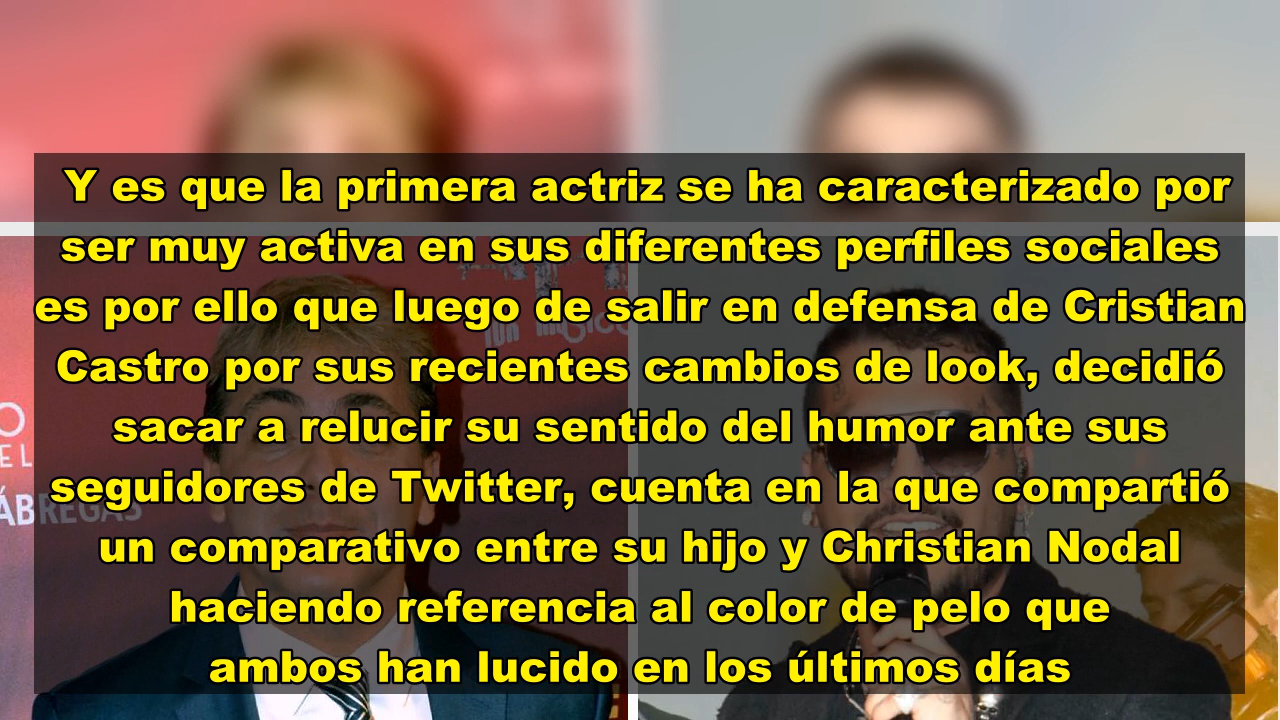 Y es que la primera actriz se ha caracterizado por
ser muy activa en sus diferentes perfiles sociales
es por ello que luego de salir en defensa de Cristian
Castro por sus recientes cambios de look, decidió
sacar a relucir su sentido del humor ante sus
seguidores de Twitter, cuenta en la que compartió
un comparativo entre su hijo y Christian Nodal
haciendo referencia al color de pelo que
ambos han lucido en los últimos días
ÁBREGAS